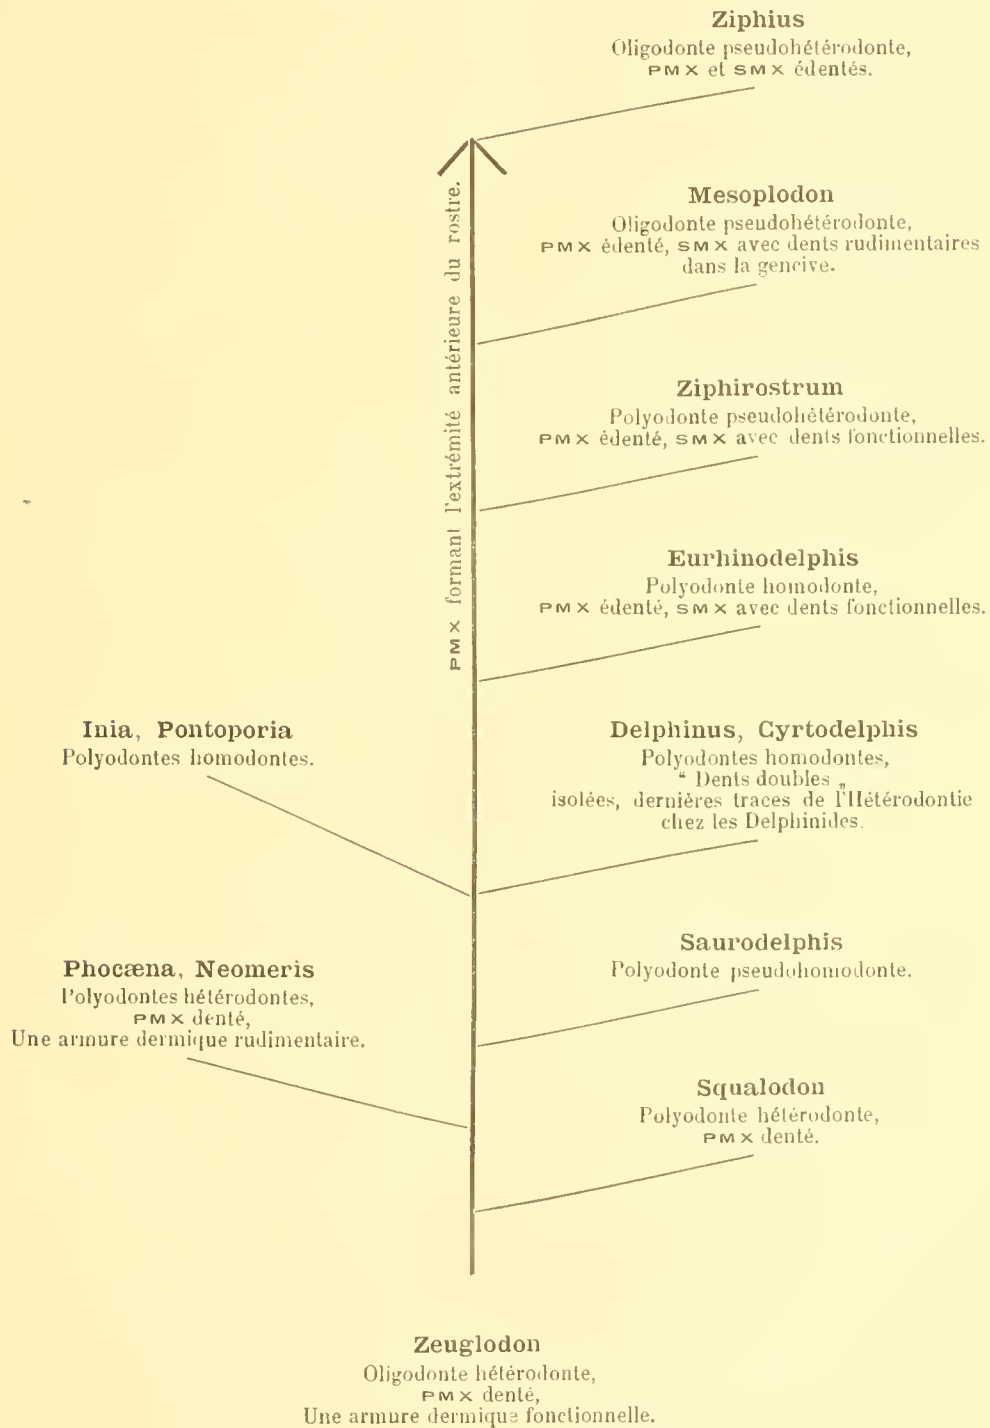 Ziphius
Oligodonte pseudohétérodonte,
PMX et SMX édentés.
PMX formant l'extrémité antérieure du rostre.
Mesoplodon
Oligodonte pseudohétérodonte,
PMX édenté, SMX avec dents rudimentaires
dans la gencive.
Ziphirostrum
Polyodonte pseudohétérodonte,
PMX édenté, SMX avec dents fonctionnelles.
Eurhinodelphis
Polyodonte homodonte,
PMX édenté, SMX avec dents fonctionnelles.
Inia, Pontoporia
Polyodontes homodontes.
Delphinus, Cyrtodelphis
Polyodontes homodontes,
“ Dents doubles „
isolées, dernières traces de l'Hétérodontie
chez les Delphinides.
Saurodelphis
Polyodonte pseudohomodonte.
Phocæna, Neomeris
Polyodontes hétérodontes,
PMX denté,
Une armure dermique rudimentaire.
Squalodon
Polyodonte hétérodonte,
PMX denté.
Zeuglodon
Oligodonte hétérodonte,
PMX denté,
Une armure dermique fonctionnelle.